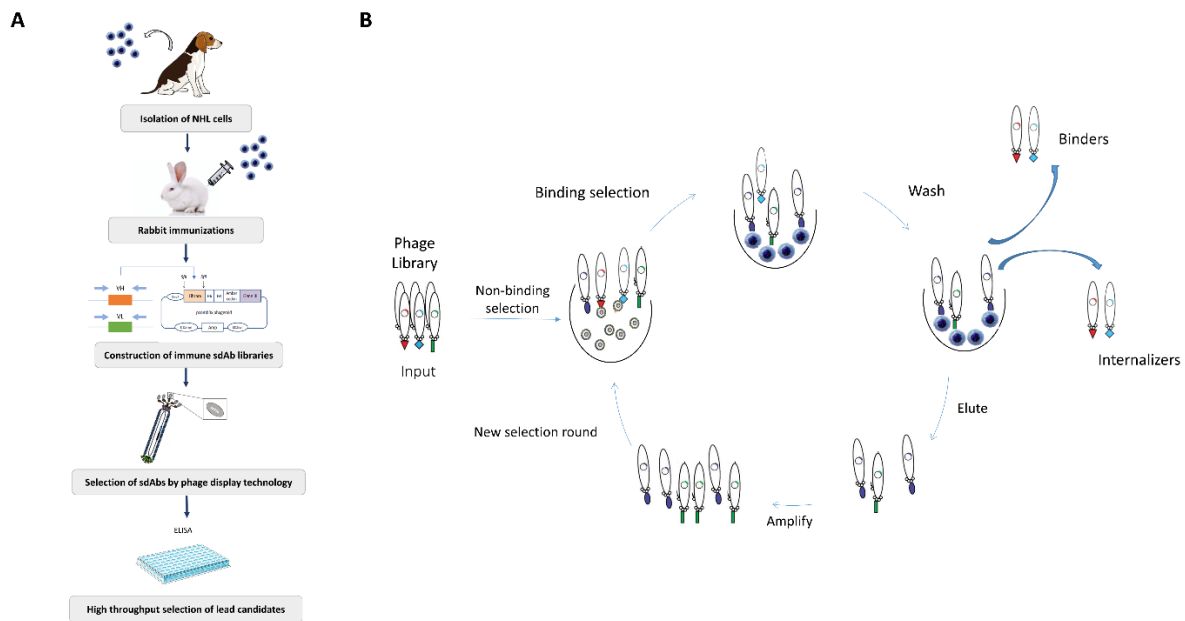 A
B
Isolation of NHL cells
Rabbit immunizations
VH
VL
Library
Amp
Construction of immune sdAb libraries
Selection of sdAbs by phage display technology
ELISA
High throughput selection of lead candidates
Phage
Library
Input
Non-binding
selection
Binding selection
Wash
Binders
Internalizers
Elute
Amplify
New selection round